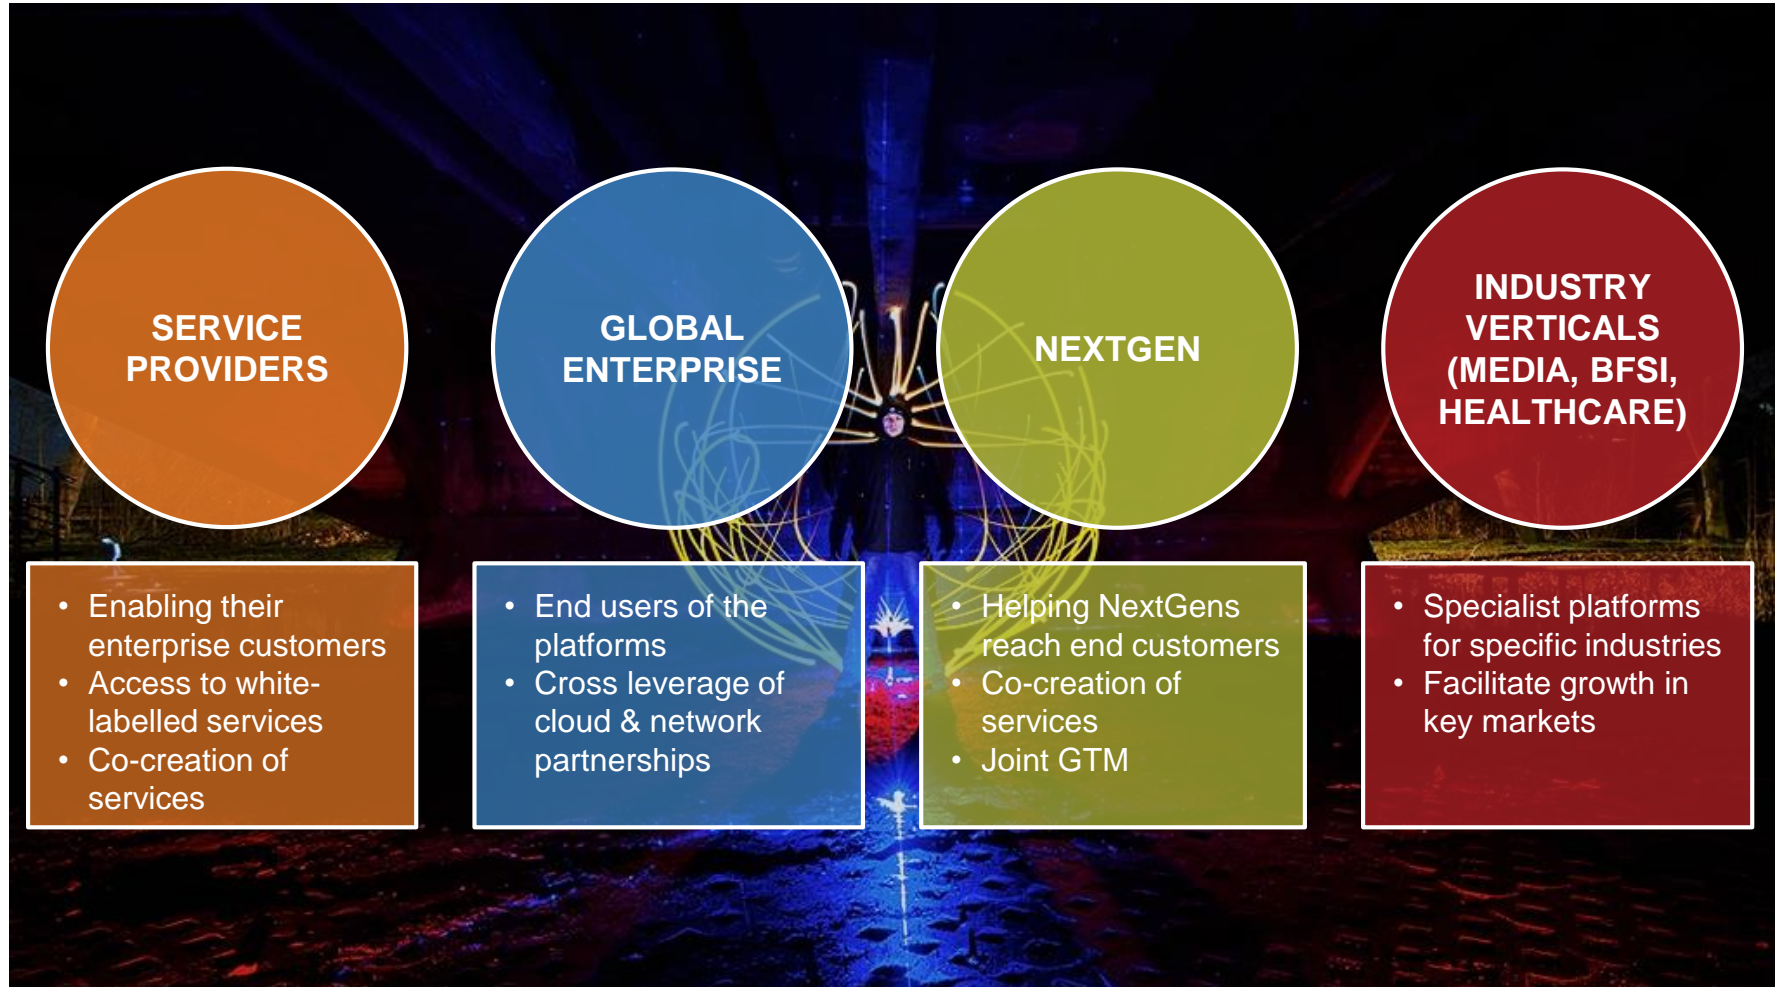 SERVICE
PROVIDERS
GLOBAL
ENTERPRISE
NEXTGEN
INDUSTRY
VERTICALS
(MEDIA, BFSI,
HEALTHCARE)
• Enabling their
enterprise customers
• Access to white-
labelled services
• Co-creation of
services
• End users of the
platforms
• Cross leverage of
cloud & network
partnerships
• Helping NextGens
reach end customers
• Co-creation of
services
• Joint GTM
• Specialist platforms
for specific industries
• Facilitate growth in
key markets